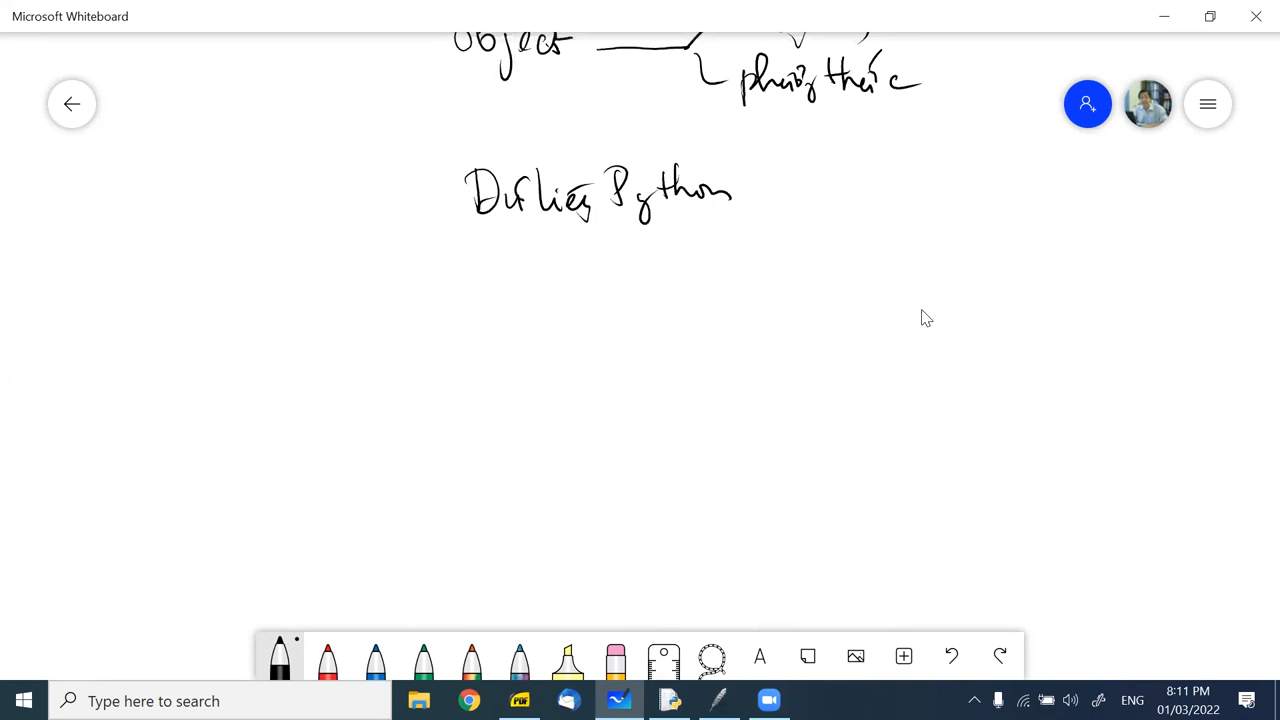 Microsoft Whiteboard
object
phương thức
Dữ liệu Python
A
Type here to search
PDF
ENG
8:11 PM
01/03/2022